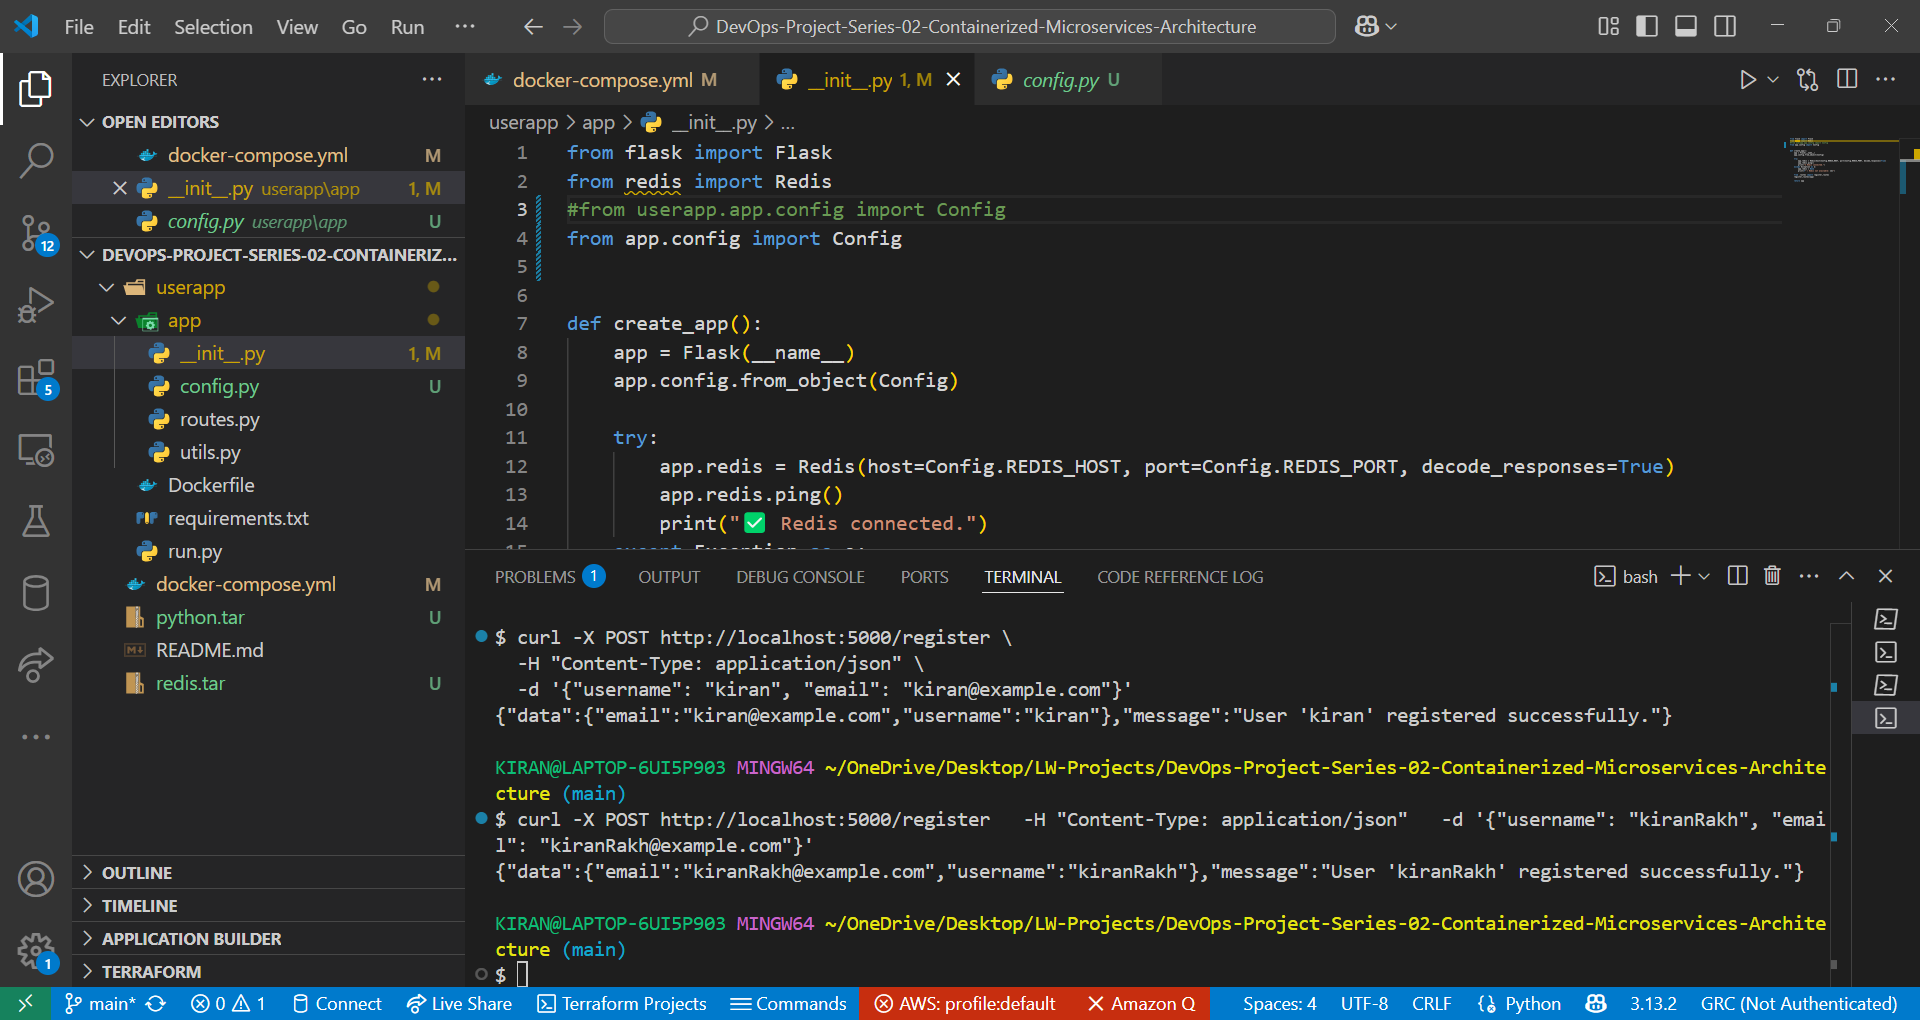 File Edit Selection View Go Run ···
DevOps-Project-Series-02-Containerized-Microservices-Architecture
EXPLORER
OPEN EDITORS
docker-compose.yml M
__init__.py userapp\app 1, M
config.py userapp\app U
DEVOPS-PROJECT-SERIES-02-CONTAINERIZ...
userapp
app
__init__.py 1, M
config.py U
routes.py
utils.py
Dockerfile
requirements.txt
run.py
docker-compose.yml M
python.tar U
README.md
redis.tar U
OUTLINE
TIMELINE
APPLICATION BUILDER
TERRAFORM
12
5
1
docker-compose.yml M
__init__.py 1, M
config.py U
userapp > app > __init__.py > ...
1 from flask import Flask
2 from redis import Redis
3 #from userapp.app.config import Config
4 from app.config import Config
5
6
7 def create_app():
8 app = Flask(__name__)
9 app.config.from_object(Config)
10
11 try:
12 app.redis = Redis(host=Config.REDIS_HOST, port=Config.REDIS_PORT, decode_responses=True)
13 app.redis.ping()
14 print("✅ Redis connected.")
15 except Exception as e:
PROBLEMS 1 OUTPUT DEBUG CONSOLE PORTS TERMINAL CODE REFERENCE LOG
bash
$ curl -X POST http://localhost:5000/register \
-H "Content-Type: application/json" \
-d '{"username": "kiran", "email": "kiran@example.com"}'
{"data":{"email":"kiran@example.com","username":"kiran"},"message":"User 'kiran' registered successfully."}
KIRAN@LAPTOP-6UI5P903 MINGW64 ~/OneDrive/Desktop/LW-Projects/DevOps-Project-Series-02-Containerized-Microservices-Archite
cture (main)
$ curl -X POST http://localhost:5000/register -H "Content-Type: application/json" -d '{"username": "kiranRakh", "emai
l": "kiranRakh@example.com"}'
{"data":{"email":"kiranRakh@example.com","username":"kiranRakh"},"message":"User 'kiranRakh' registered successfully."}
KIRAN@LAPTOP-6UI5P903 MINGW64 ~/OneDrive/Desktop/LW-Projects/DevOps-Project-Series-02-Containerized-Microservices-Archite
cture (main)
$
main* 0 1 Connect Live Share Terraform Projects Commands AWS: profile:default Amazon Q Spaces: 4 UTF-8 CRLF Python 3.13.2 GRC (Not Authenticated)